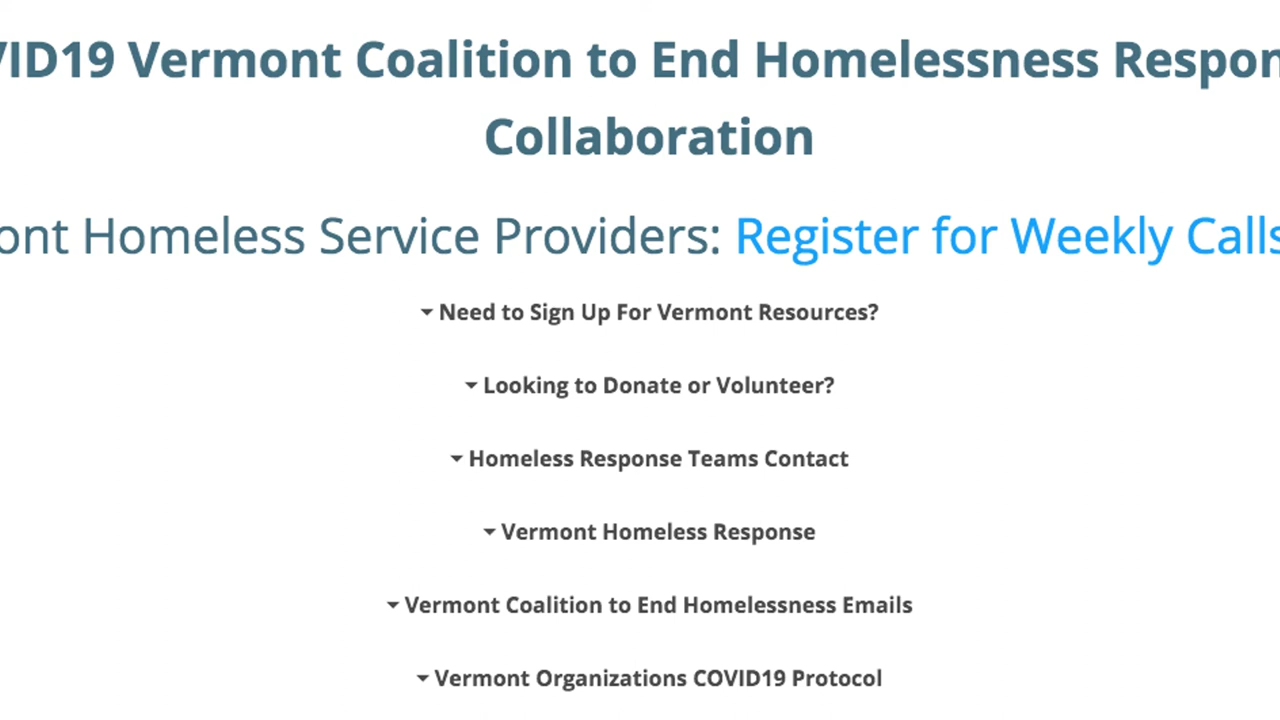 VID19 Vermont Coalition to End Homelessness Respon
Collaboration
ont Homeless Service Providers: Register for Weekly Calls
Need to Sign Up For Vermont Resources?
Looking to Donate or Volunteer?
Homeless Response Teams Contact
Vermont Homeless Response
Vermont Coalition to End Homelessness Emails
Vermont Organizations COVID19 Protocol